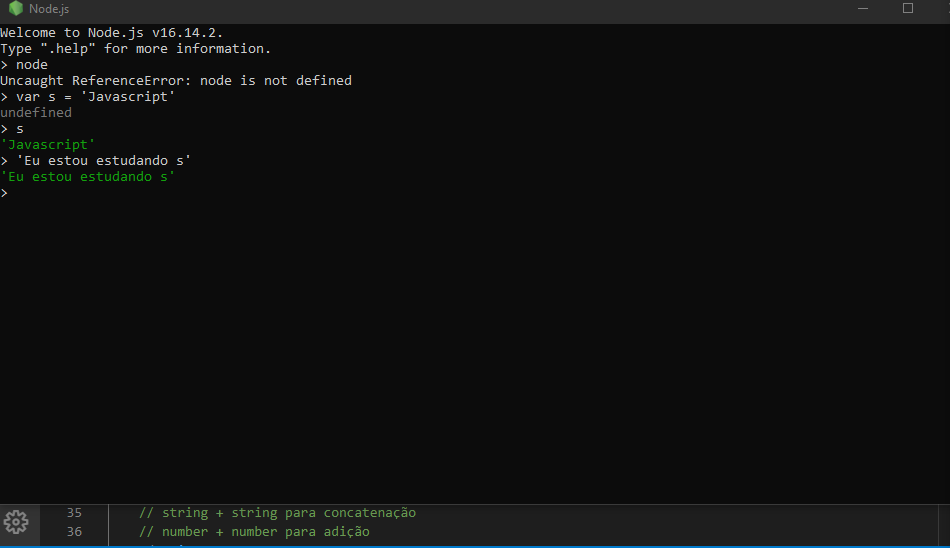 Node.js
Welcome to Node.js v16.14.2.
Type ".help" for more information.
> node
Uncaught ReferenceError: node is not defined
> var s = 'Javascript'
undefined
> s
'Javascript'
> 'Eu estou estudando s'
'Eu estou estudando s'
>
35 // string + string para concatenação
36 // number + number para adição